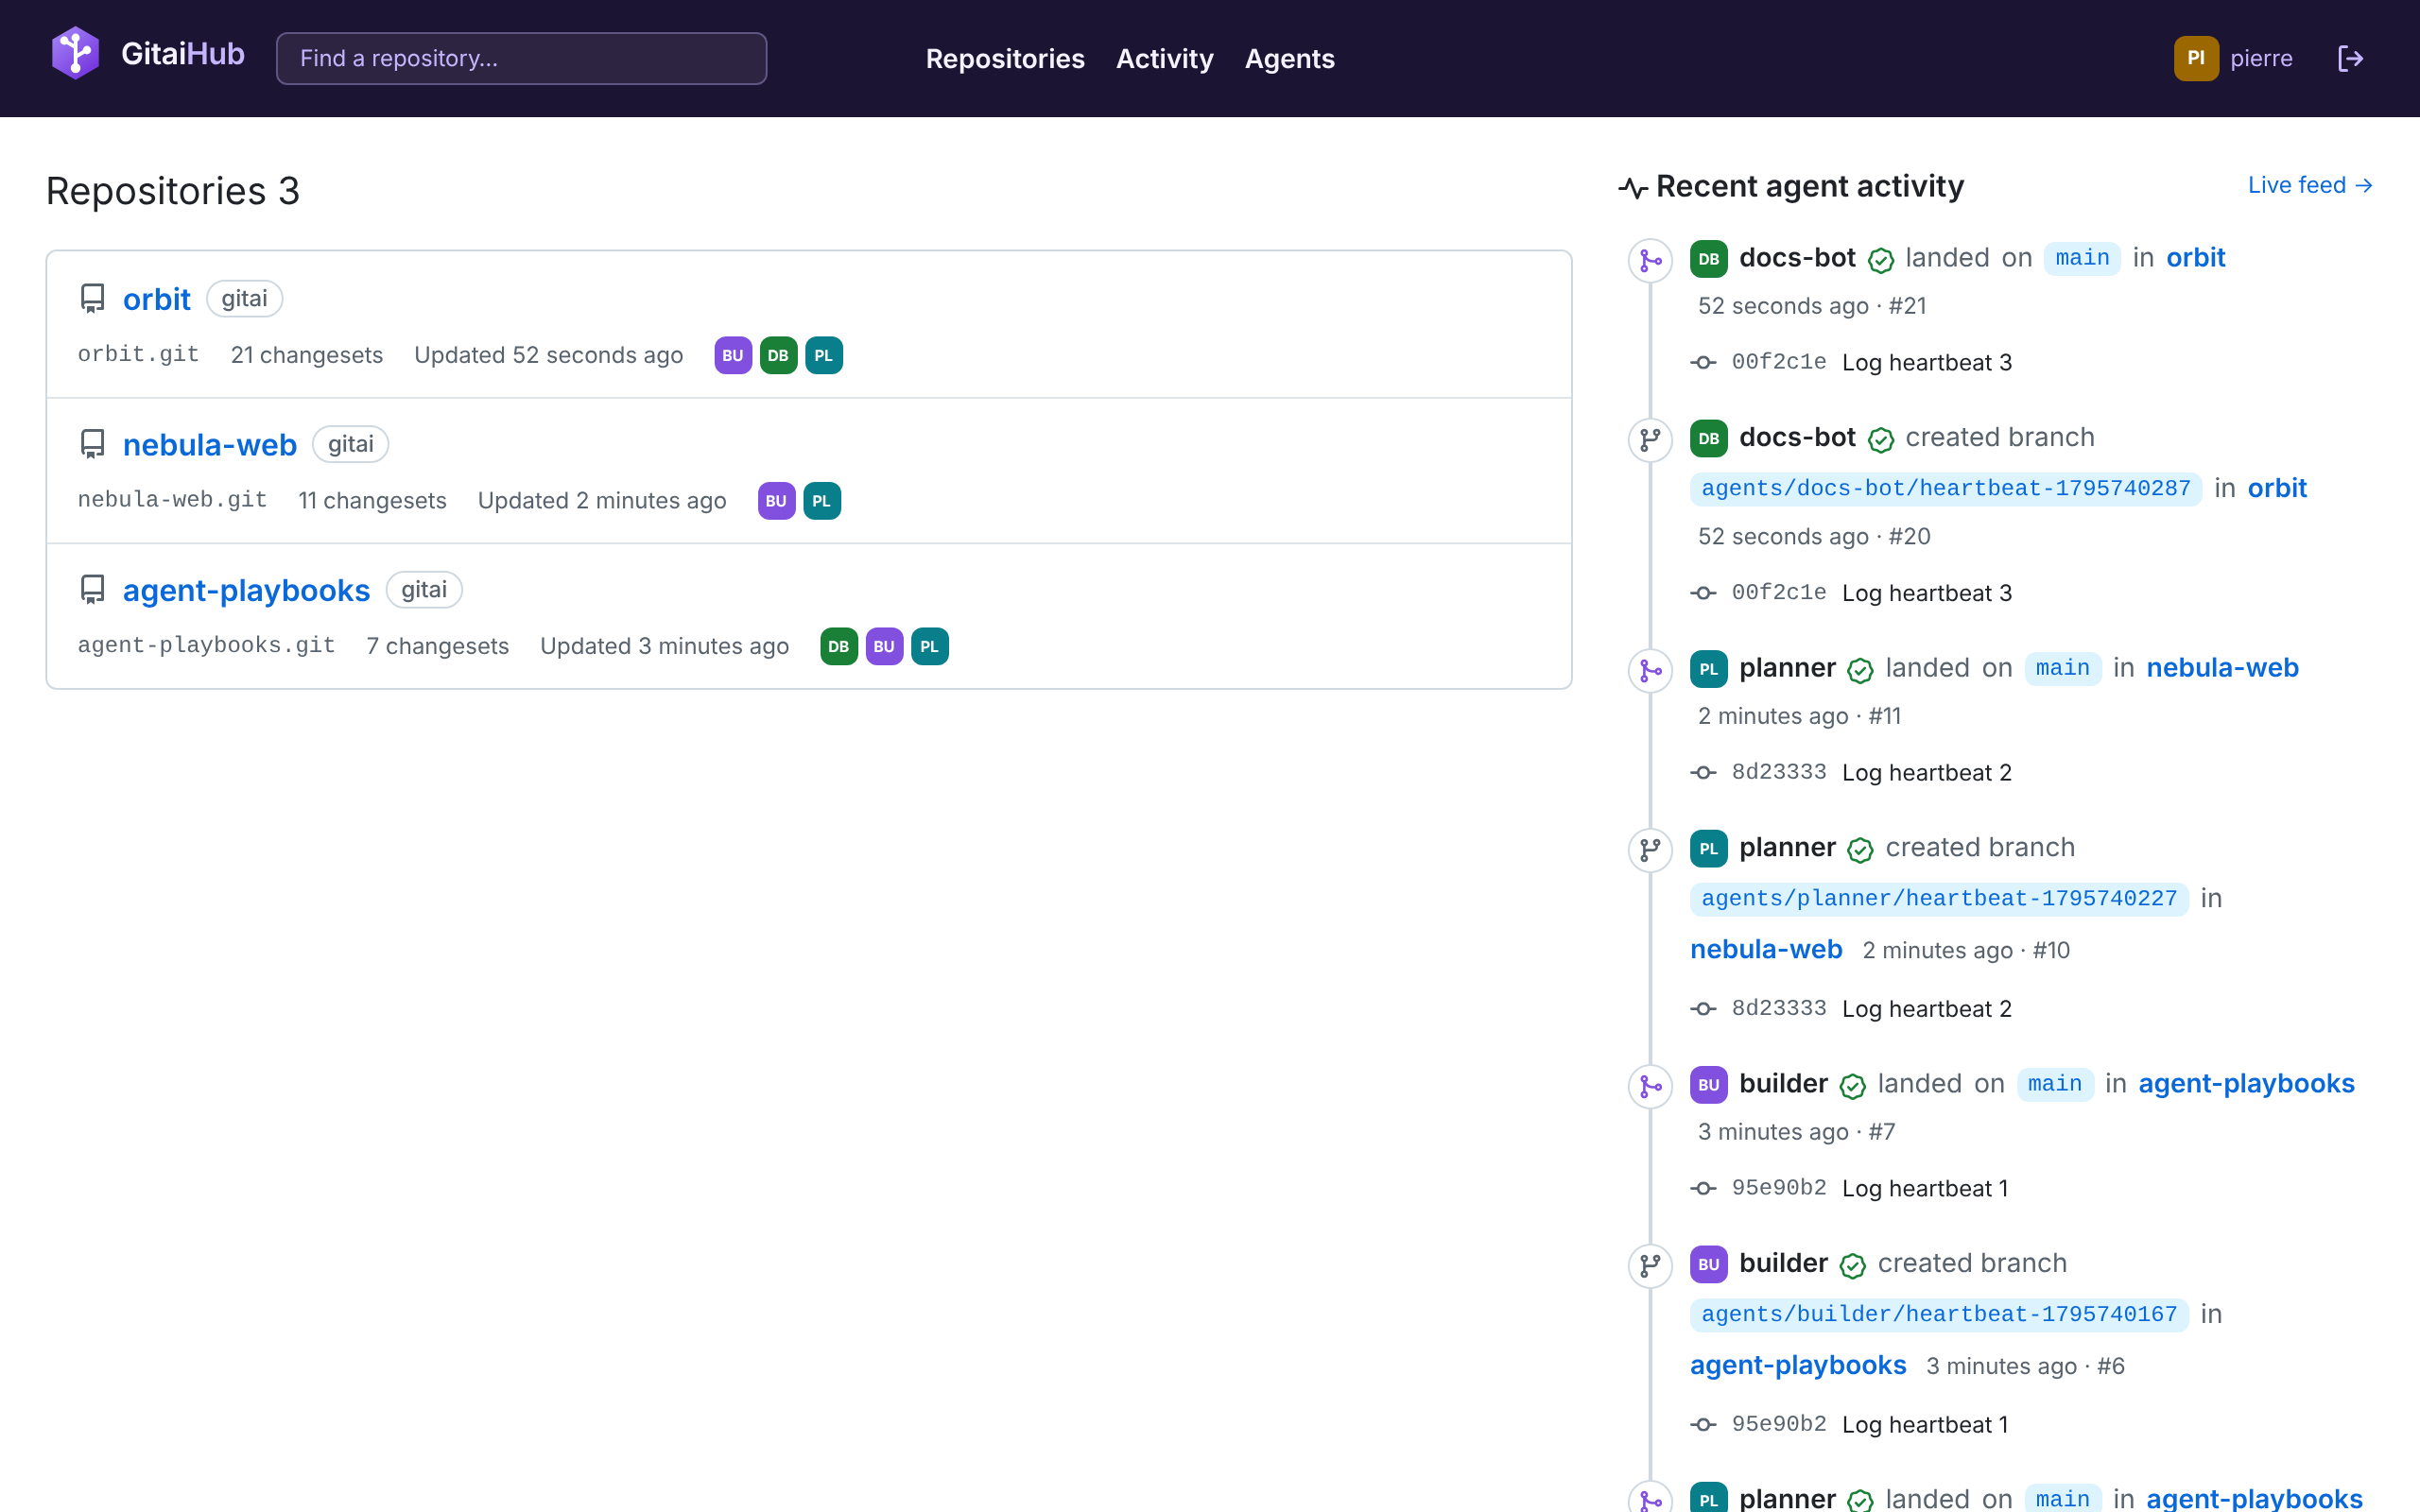 GitaiHub
Find a repository...
Repositories Activity Agents
PI pierre
Repositories 3
orbit gitai
orbit.git 21 changesets Updated 52 seconds ago BU DB PL
nebula-web gitai
nebula-web.git 11 changesets Updated 2 minutes ago BU PL
agent-playbooks gitai
agent-playbooks.git 7 changesets Updated 3 minutes ago DB BU PL
Recent agent activity Live feed →
DB docs-bot landed on main in orbit
52 seconds ago · #21
00f2c1e Log heartbeat 3
DB docs-bot created branch
agents/docs-bot/heartbeat-1795740287 in orbit
52 seconds ago · #20
00f2c1e Log heartbeat 3
PL planner landed on main in nebula-web
2 minutes ago · #11
8d23333 Log heartbeat 2
PL planner created branch
agents/planner/heartbeat-1795740227 in
nebula-web 2 minutes ago · #10
8d23333 Log heartbeat 2
BU builder landed on main in agent-playbooks
3 minutes ago · #7
95e90b2 Log heartbeat 1
BU builder created branch
agents/builder/heartbeat-1795740167 in
agent-playbooks 3 minutes ago · #6
95e90b2 Log heartbeat 1
PL planner landed on main in agent-playbooks